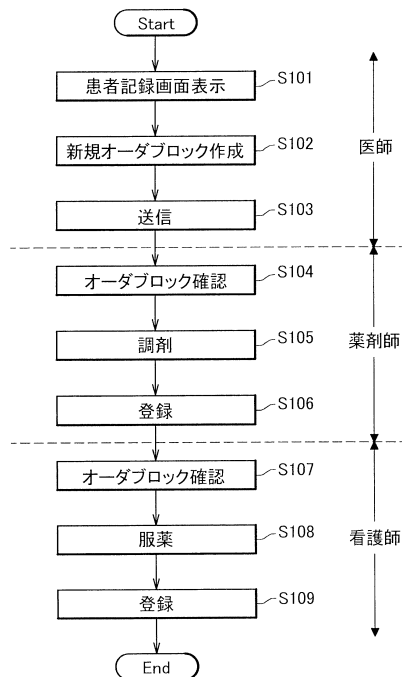 Start
患者記録画面表示
S101
新規オーダブロック作成
S102
医師
送信
S103
オーダブロック確認
S104
調剤
S105
薬剤師
登録
S106
オーダブロック確認
S107
服薬
S108
看護師
登録
S109
End